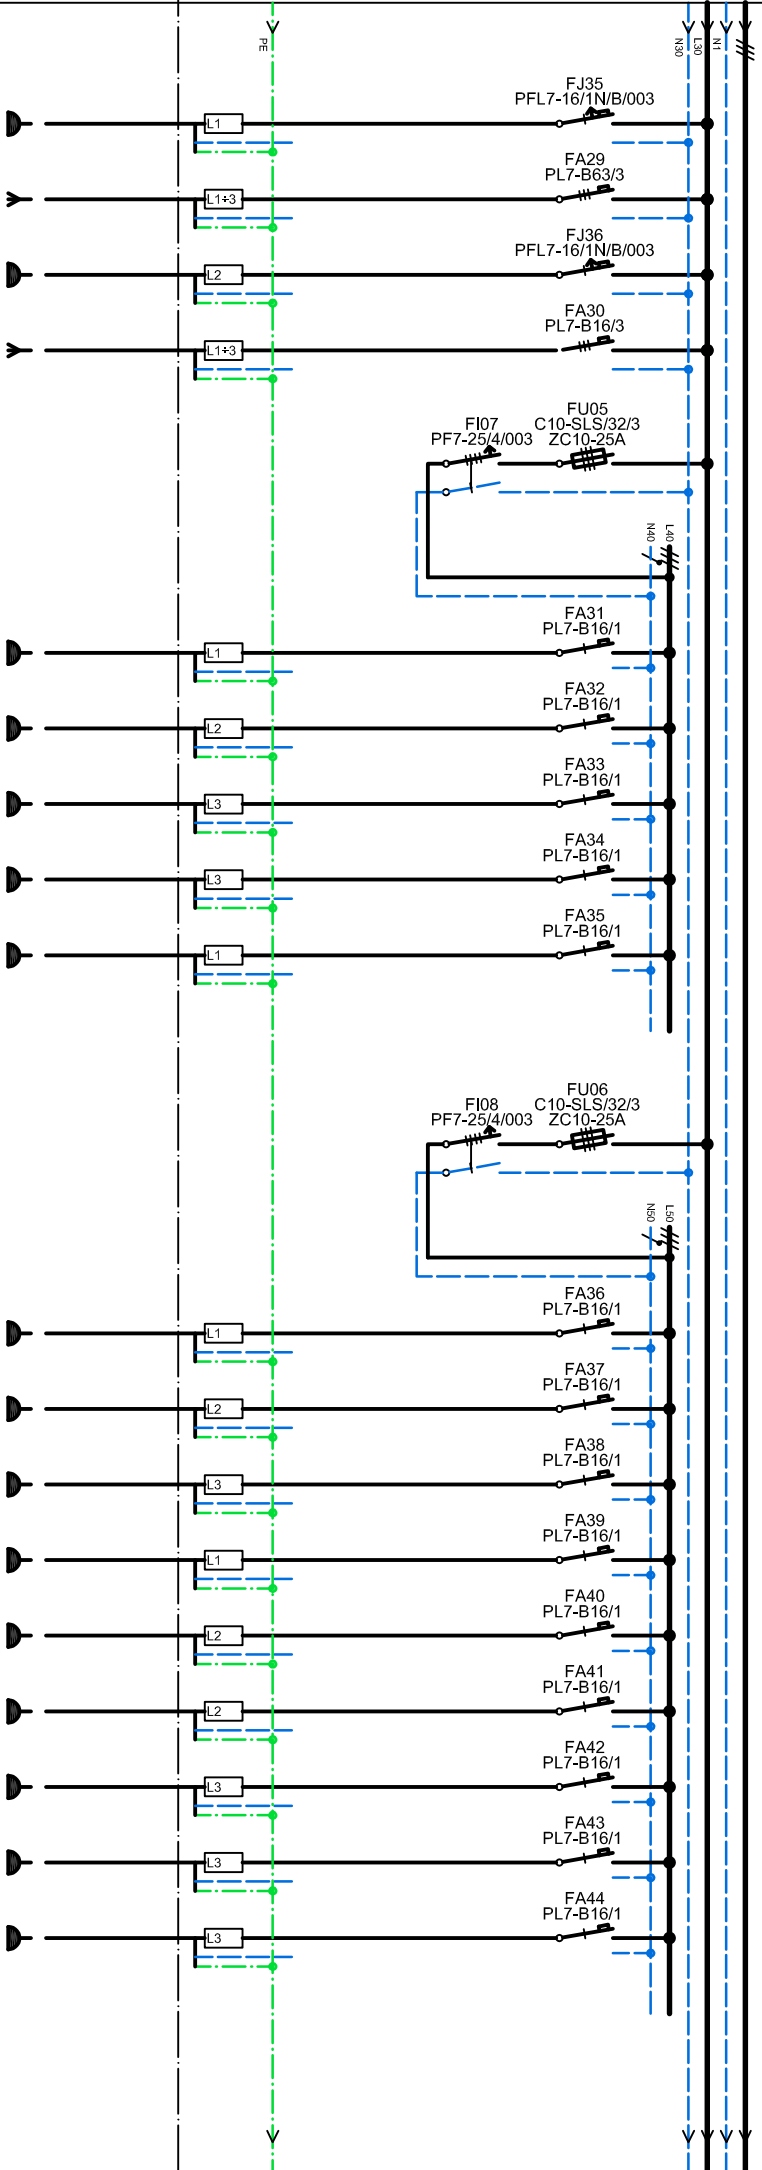 PE
N30
L30
N1
FJ35
PFL7-16/1N/B/003
L1
FA29
PL7-B63/3
L1÷3
FJ36
PFL7-16/1N/B/003
L2
FA30
PL7-B16/3
L1÷3
FI07
PF7-25/4/003
FU05
C10-SLS/32/3
ZC10-25A
N40
L40
FA31
PL7-B16/1
L1
FA32
PL7-B16/1
L2
FA33
PL7-B16/1
L3
FA34
PL7-B16/1
L3
FA35
PL7-B16/1
L1
FI08
PF7-25/4/003
FU06
C10-SLS/32/3
ZC10-25A
N50
L50
FA36
PL7-B16/1
L1
FA37
PL7-B16/1
L2
FA38
PL7-B16/1
L3
FA39
PL7-B16/1
L1
FA40
PL7-B16/1
L2
FA41
PL7-B16/1
L2
FA42
PL7-B16/1
L3
FA43
PL7-B16/1
L3
FA44
PL7-B16/1
L3